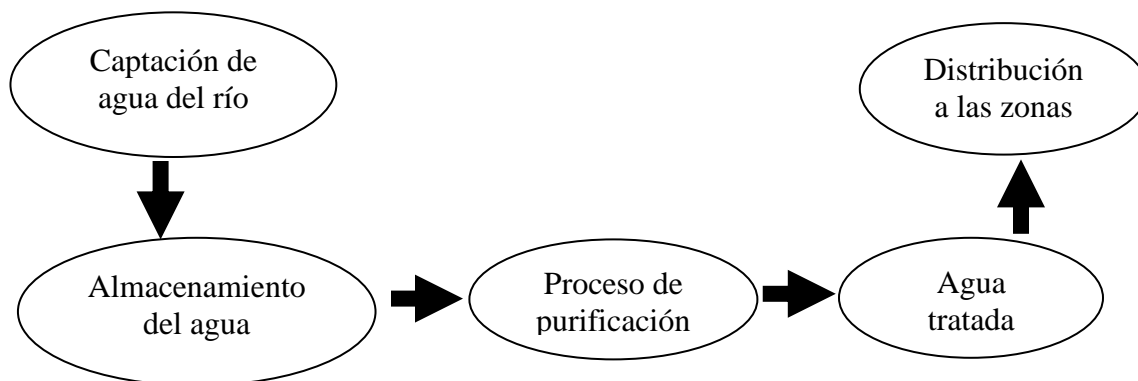 Captación de
agua del río
Almacenamiento
del agua
Proceso de
purificación
Agua
tratada
Distribución
a las zonas